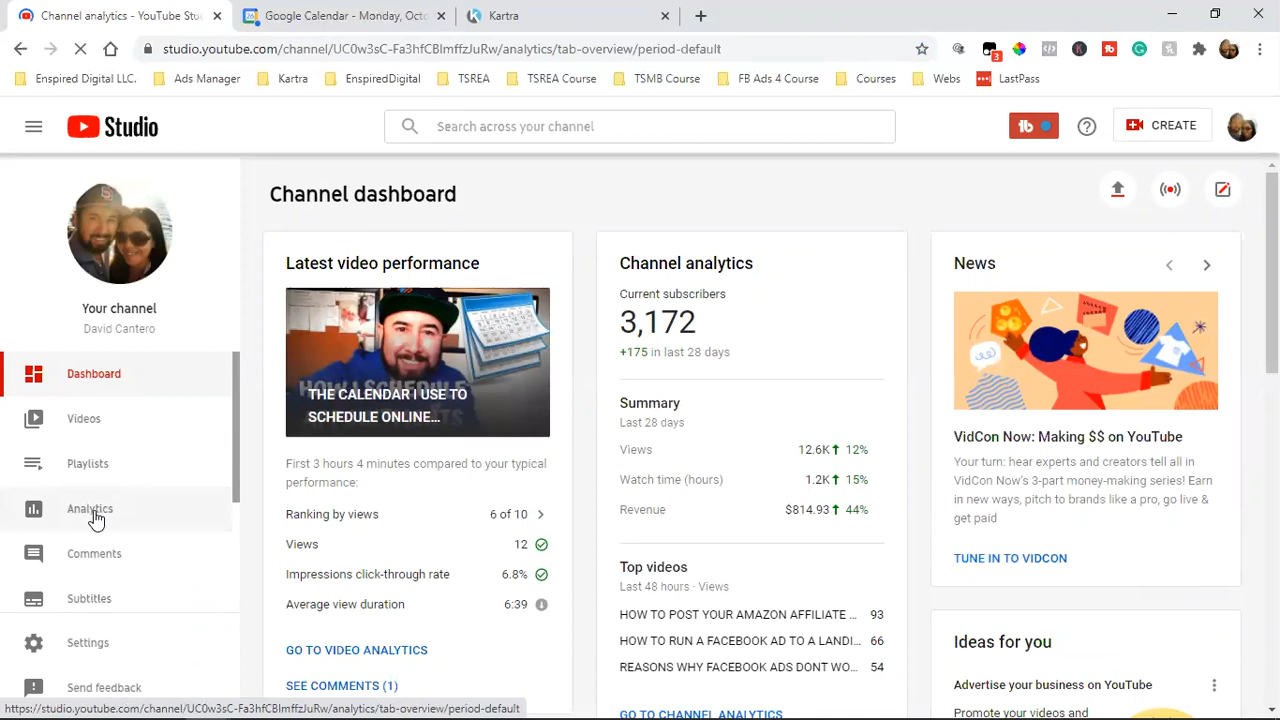 Channel analytics - YouTube Stu
Google Calendar - Monday, Octo
Kartra
studio.youtube.com/channel/UC0w3sC-Fa3hfCBlmffzJuRw/analytics/tab-overview/period-default
3
Enspired Digital LLC.
Ads Manager
Kartra
EnspiredDigital
TSREA
TSREA Course
TSMB Course
FB Ads 4 Course
Courses
Webs
LastPass
Studio
Search across your channel
tb
CREATE
Your channel
David Cantero
Dashboard
Videos
Playlists
Analytics
Comments
Subtitles
Settings
Send feedback
Channel dashboard
Latest video performance
HOW I SCHEDULE
THE CALENDAR I USE TO
SCHEDULE ONLINE...
First 3 hours 4 minutes compared to your typical
performance:
Ranking by views 6 of 10
Views 12
Impressions click-through rate 6.8%
Average view duration 6:39
GO TO VIDEO ANALYTICS
SEE COMMENTS (1)
Channel analytics
Current subscribers
3,172
+175 in last 28 days
Summary
Last 28 days
Views 12.6K 12%
Watch time (hours) 1.2K 15%
Revenue $814.93 44%
Top videos
Last 48 hours · Views
HOW TO POST YOUR AMAZON AFFILIATE ... 93
HOW TO RUN A FACEBOOK AD TO A LANDI... 66
REASONS WHY FACEBOOK ADS DONT WO... 54
GO TO CHANNEL ANALYTICS
News
VidCon Now: Making $$ on YouTube
Your turn: hear experts and creators tell all in
VidCon Now's 3-part money-making series! Earn
in new ways, pitch to brands like a pro, go live &
get paid
TUNE IN TO VIDCON
Ideas for you
Advertise your business on YouTube
Promote your videos and
https://studio.youtube.com/channel/UC0w3sC-Fa3hfCBlmffzJuRw/analytics/tab-overview/period-default